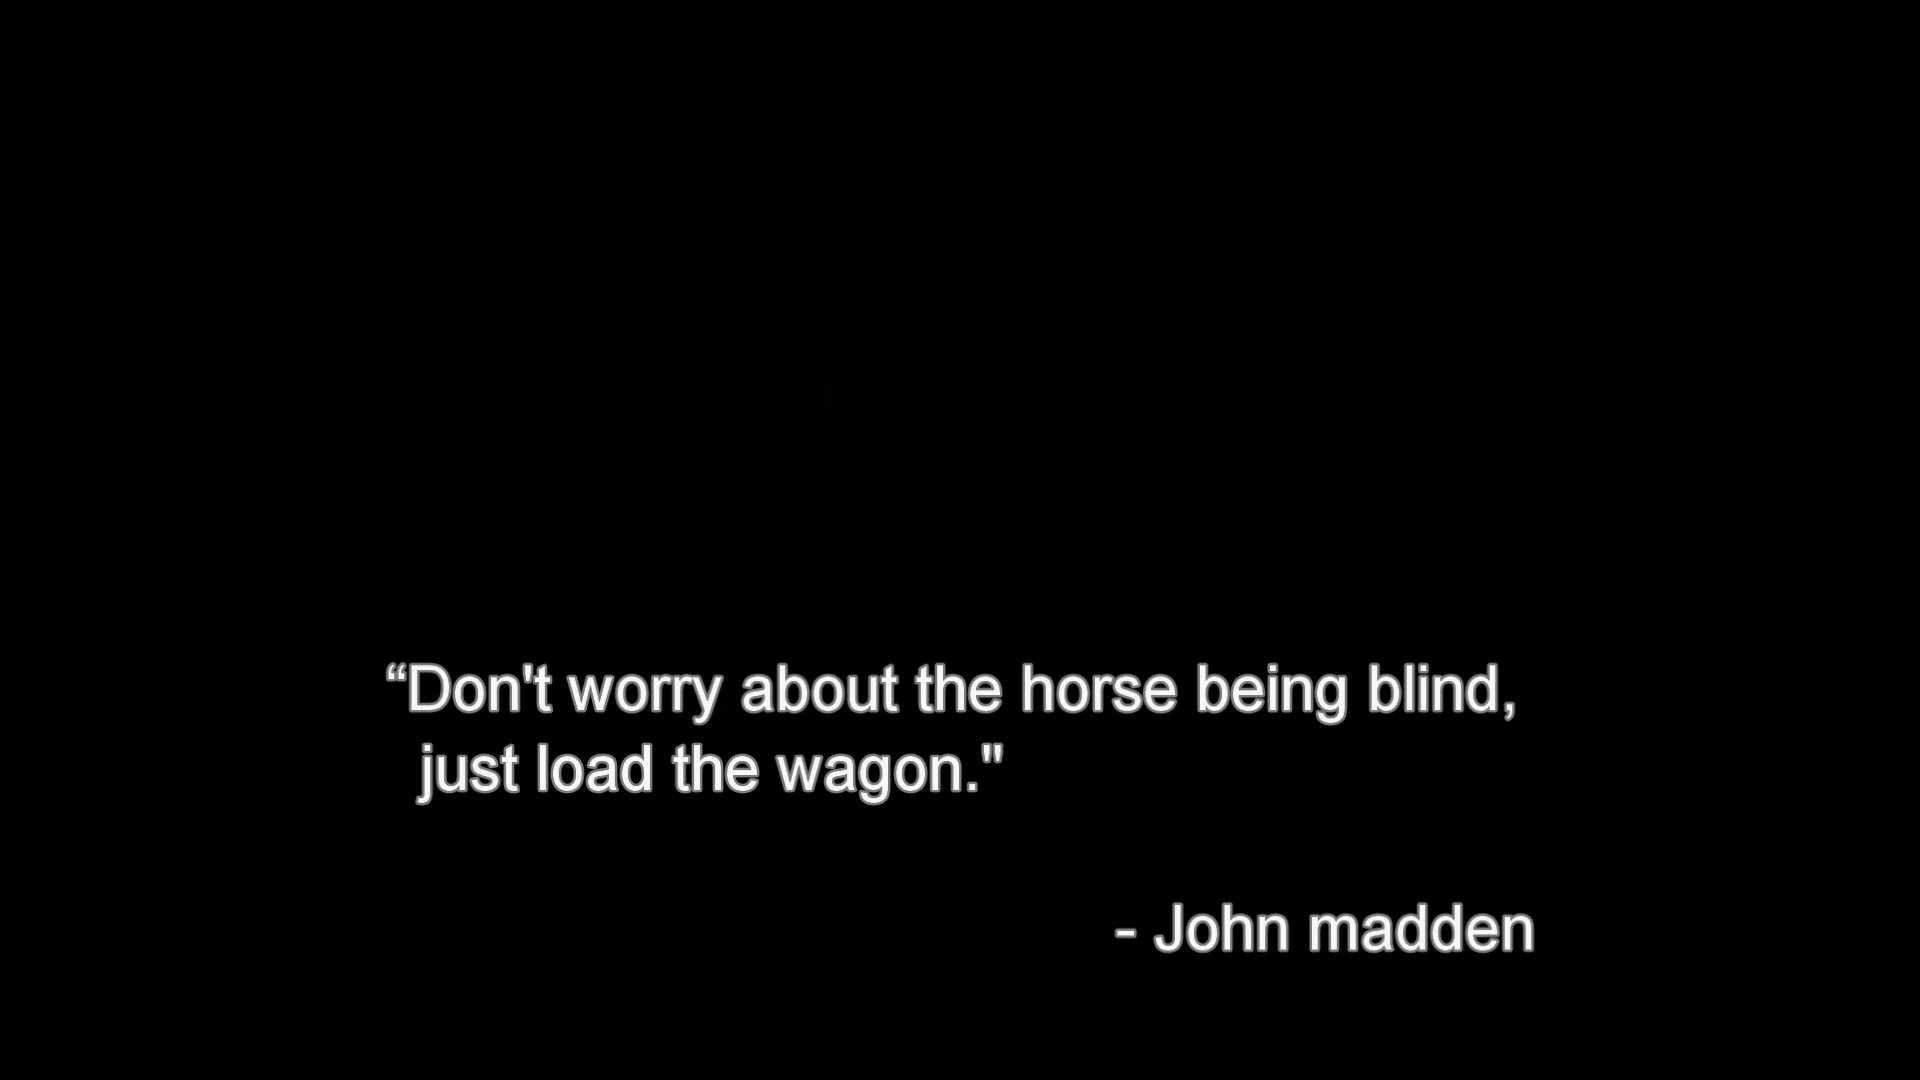 “Don't worry about the horse being blind,
just load the wagon."
- John madden